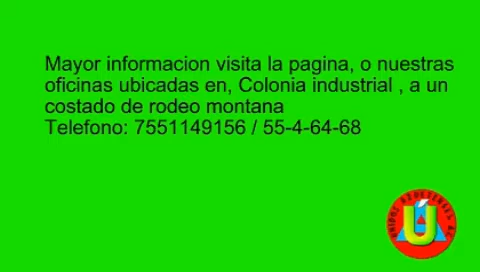 Mayor informacion visita la pagina, o nuestras
oficinas ubicadas en, Colonia industrial , a un
costado de rodeo montana
Telefono: 7551149156 / 55-4-64-68
Ú